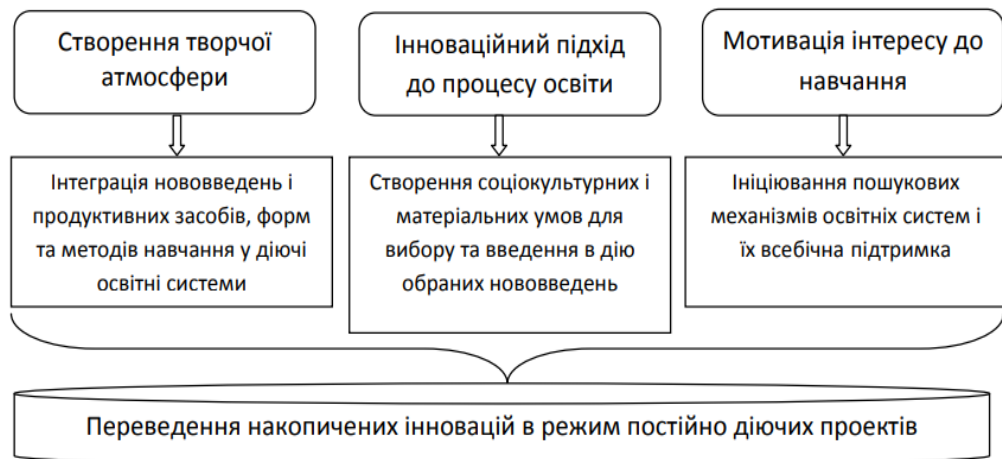 Створення творчої
атмосфери
Інноваційний підхід
до процесу освіти
Мотивація інтересу до
навчання
Інтеграція нововведень і
продуктивних засобів, форм
та методів навчання у діючі
освітні системи
Створення соціокультурних і
матеріальних умов для
вибору та введення в дію
обраних нововведень
Ініціювання пошукових
механізмів освітніх систем і
їх всебічна підтримка
Переведення накопичених інновацій в режим постійно діючих проектів